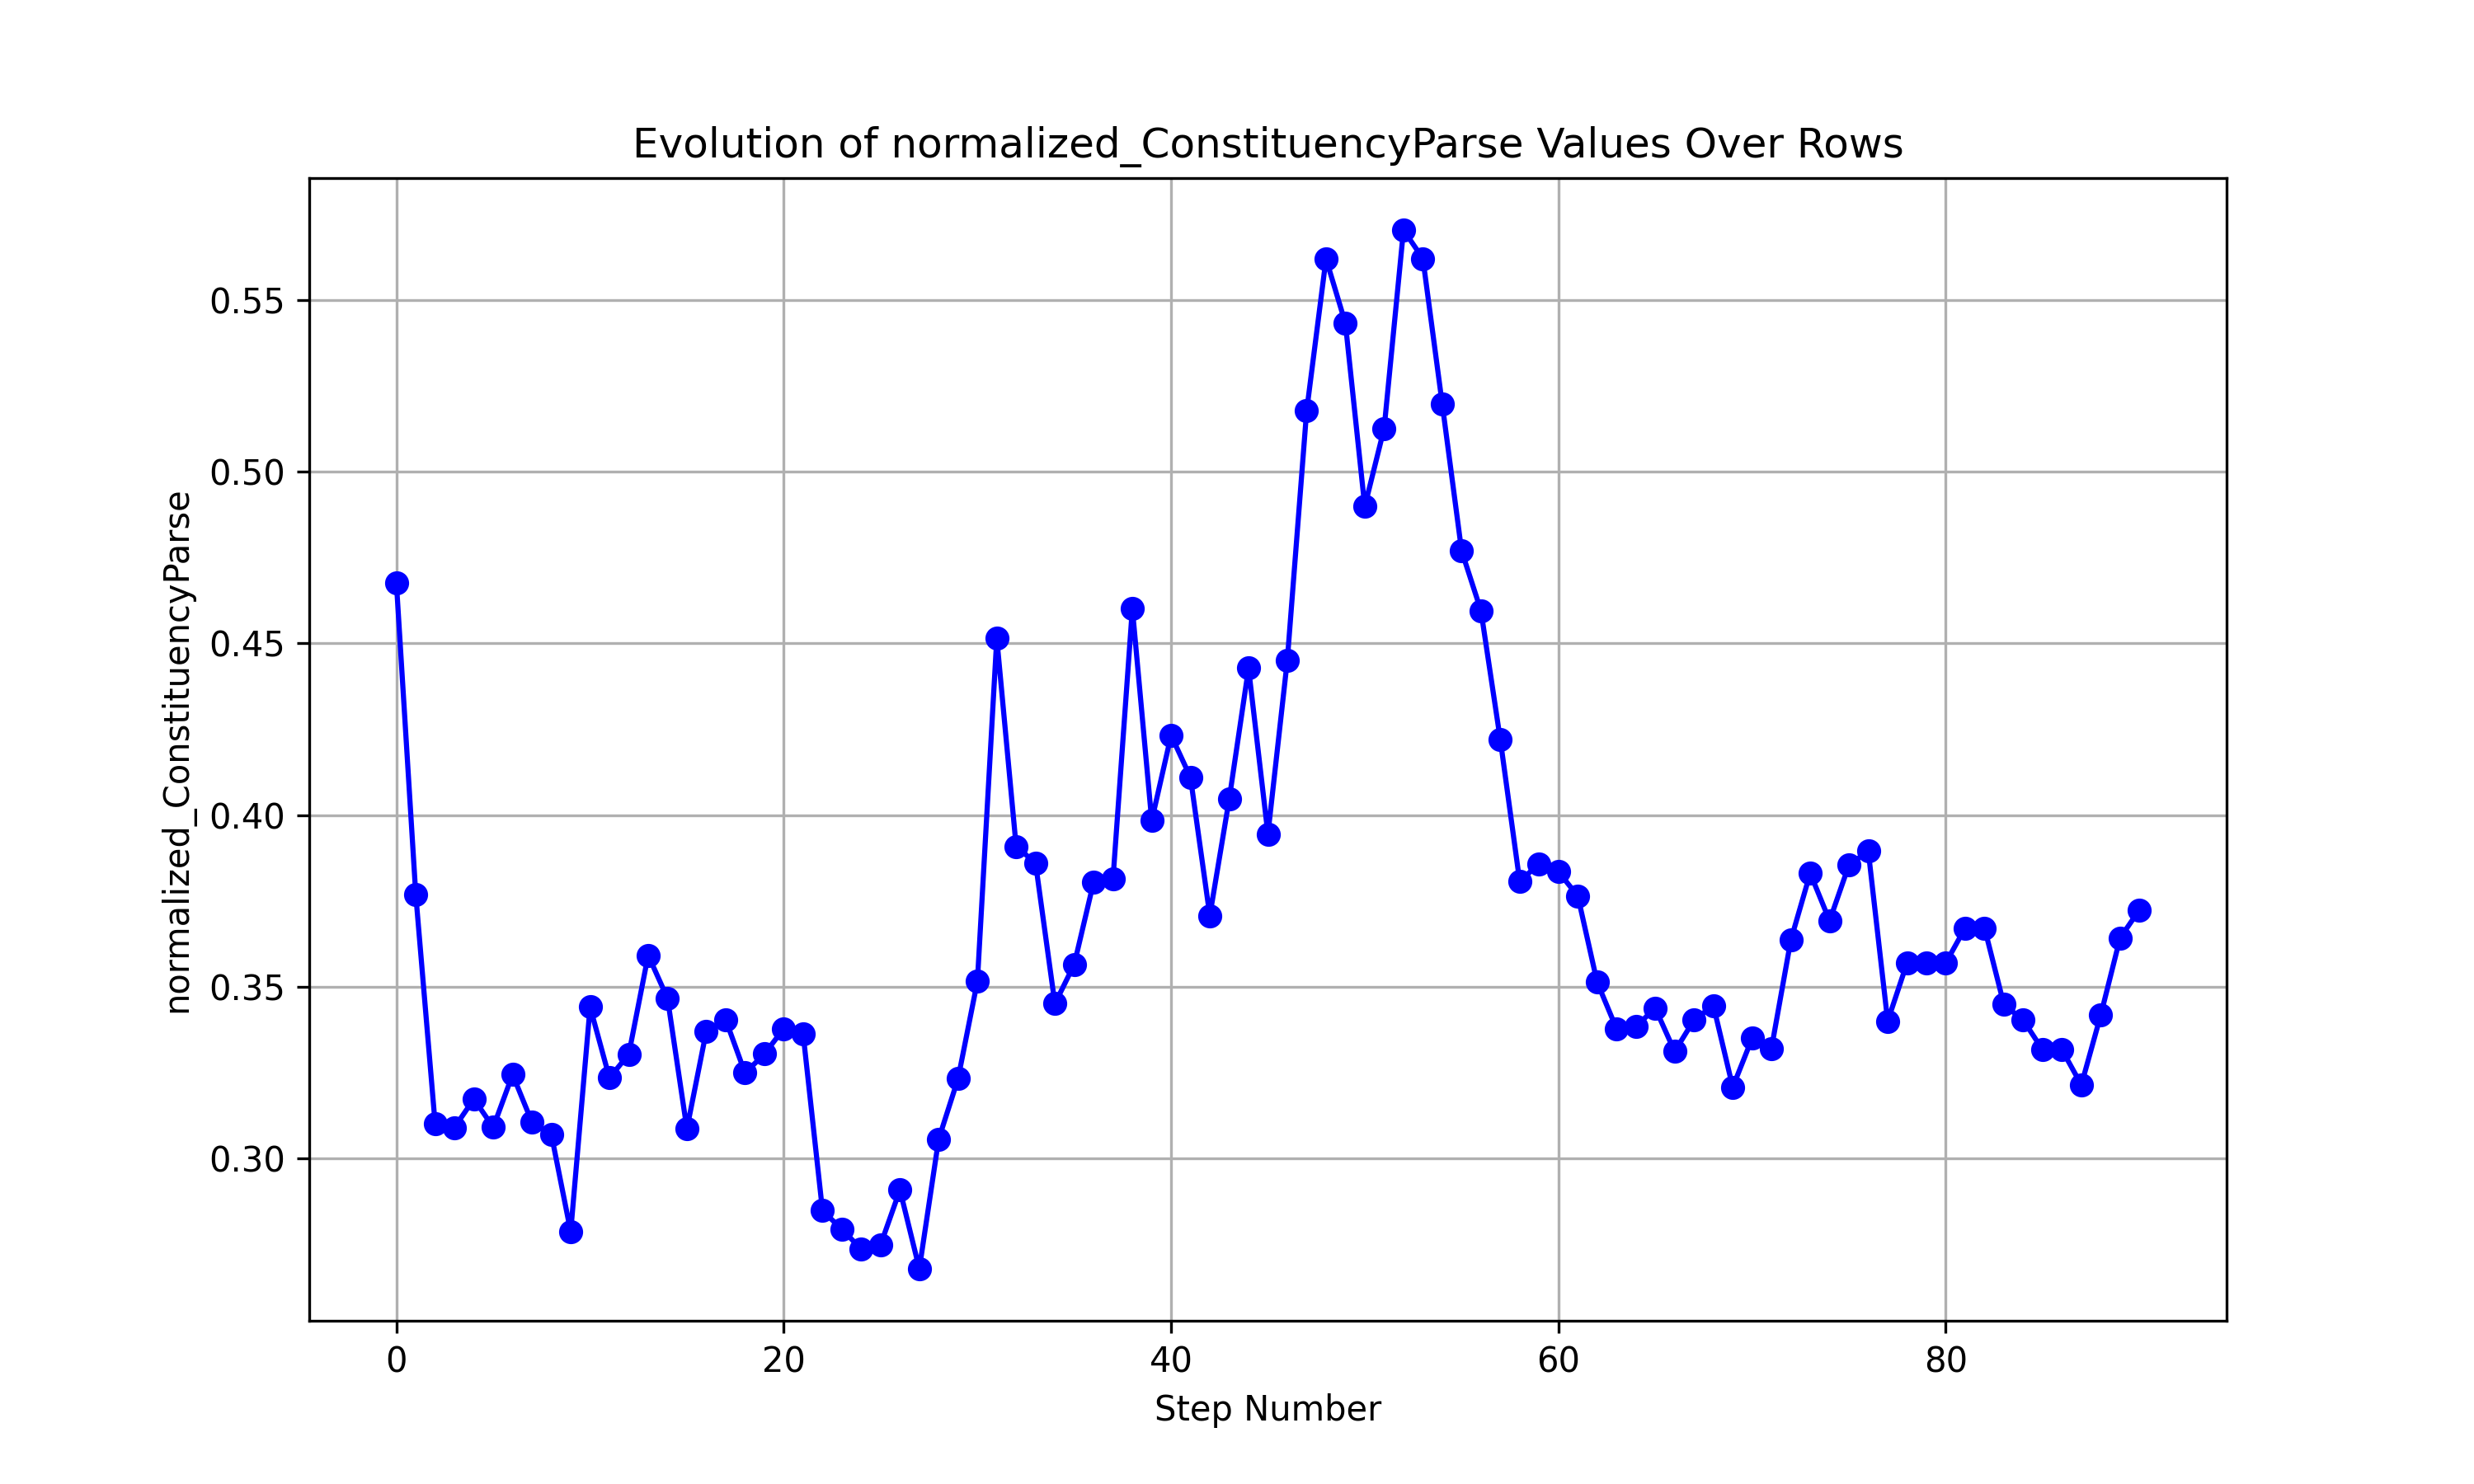 Evolution of normalized_ConstituencyParse Values Over Rows
normalized_ConstituencyParse
0.55
0.50
0.45
0.40
0.35
0.30
0 20 40 60 80
Step Number